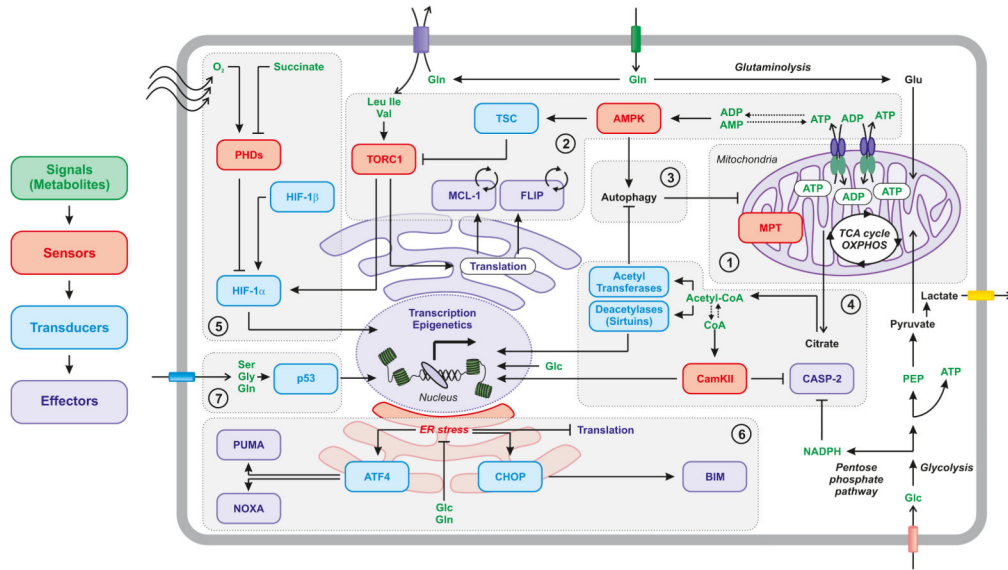 Signals
(Metabolites)
Sensors
Transducers
Effectors
O₂
Succinate
PHDs
HIF-1β
HIF-1α
5
Gln
Gln
Glutaminolysis
Glu
Leu Ile
Val
TORC1
TSC
2
AMPK
ADP
AMP
ATP
ADP
ATP
MCL-1
FLIP
Translation
3
Autophagy
Mitochondria
ATP
ADP
ATP
MPT
TCA cycle
OXPHOS
1
Acetyl
Transferases
Deacetylases
(Sirtuins)
Acetyl-CoA
CoA
4
Citrate
CamKII
CASP-2
Transcription
Epigenetics
Nucleus
Glc
Ser
Gly
Gln
p53
7
ER stress
Translation
6
PUMA
NOXA
ATF4
CHOP
BIM
Glc
Gln
Lactate
Pyruvate
PEP
ATP
NADPH
Pentose
phosphate
pathway
Glycolysis
Glc